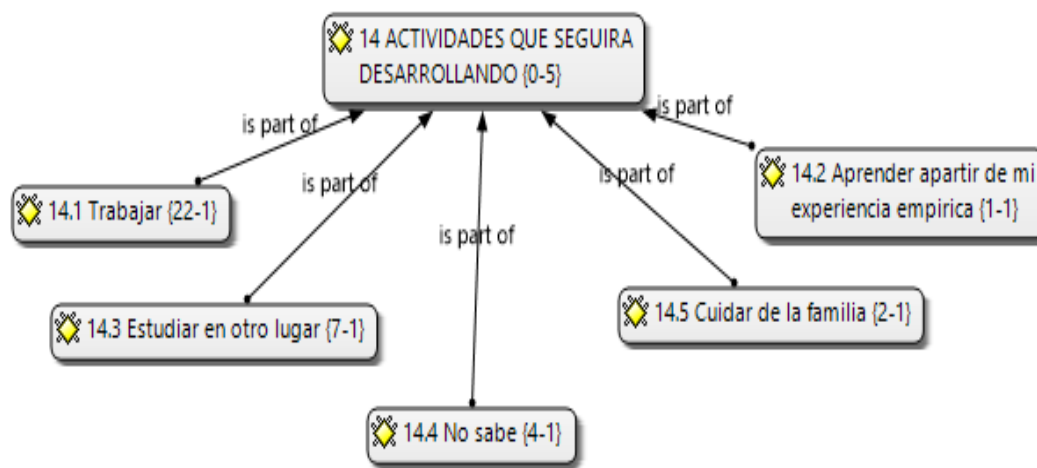 14 ACTIVIDADES QUE SEGUIRA
DESARROLLANDO {0-5}
is part of
is part of
is part of
is part of
is part of
14.1 Trabajar {22-1}
14.2 Aprender apartir de mi
experiencia empirica {1-1}
14.3 Estudiar en otro lugar {7-1}
14.5 Cuidar de la familia {2-1}
14.4 No sabe {4-1}